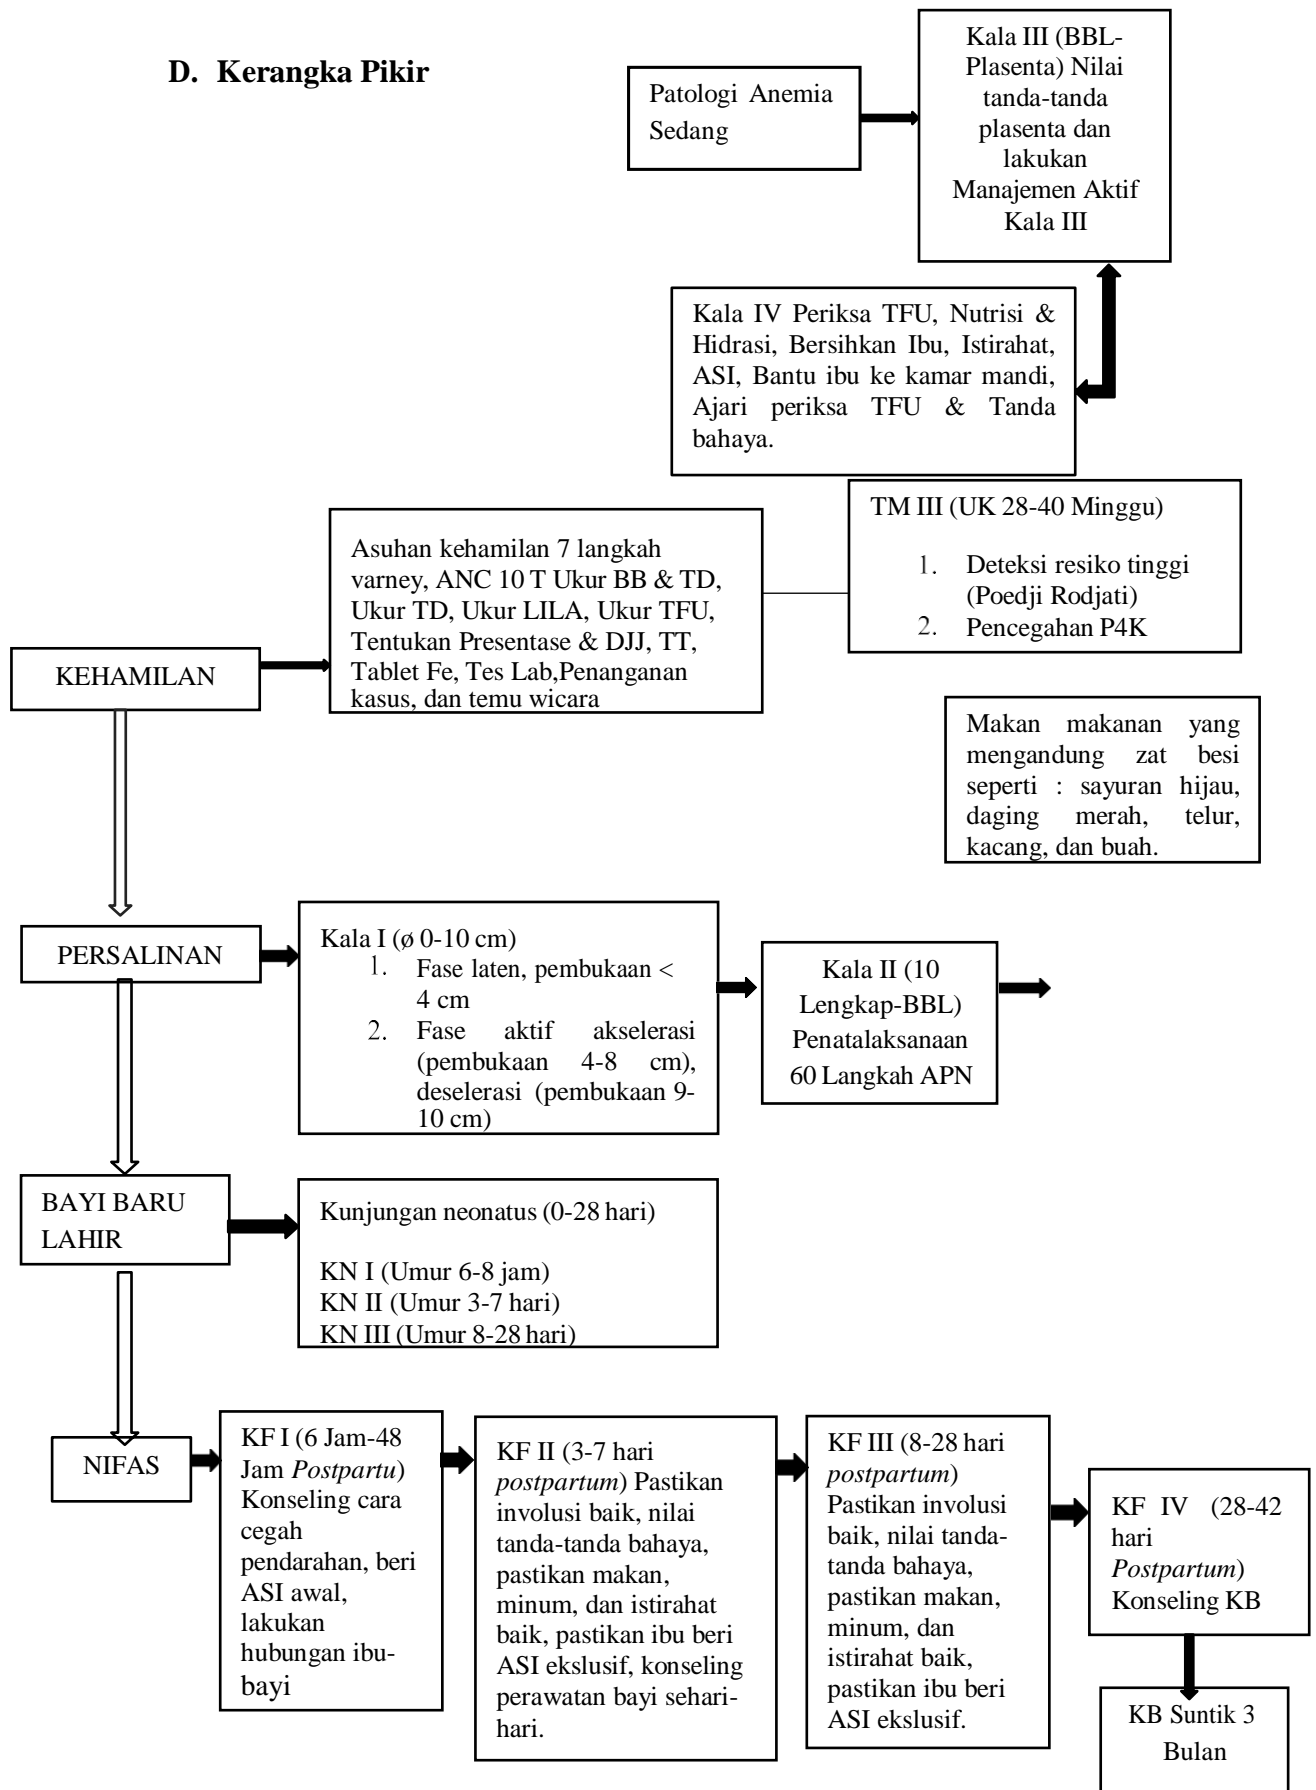 D. Kerangka Pikir
Patologi Anemia
Sedang
Kala III (BBL-
Plasenta) Nilai
tanda-tanda
plasenta dan
lakukan
Manajemen Aktif
Kala III
Kala IV Periksa TFU, Nutrisi &
Hidrasi, Bersihkan Ibu, Istirahat,
ASI, Bantu ibu ke kamar mandi,
Ajari periksa TFU & Tanda
bahaya.
KEHAMILAN
Asuhan kehamilan 7 langkah
varney, ANC 10 T Ukur BB & TD,
Ukur TD, Ukur LILA, Ukur TFU,
Tentukan Presentase & DJJ, TT,
Tablet Fe, Tes Lab,Penanganan
kasus, dan temu wicara
TM III (UK 28-40 Minggu)
1. Deteksi resiko tinggi
(Poedji Rodjati)
2. Pencegahan P4K
Makan makanan yang
mengandung zat besi
seperti : sayuran hijau,
daging merah, telur,
kacang, dan buah.
PERSALINAN
Kala I (ø 0-10 cm)
1. Fase laten, pembukaan <
4 cm
2. Fase aktif akselerasi
(pembukaan 4-8 cm),
deselerasi (pembukaan 9-
10 cm)
Kala II (10
Lengkap-BBL)
Penatalaksanaan
60 Langkah APN
BAYI BARU
LAHIR
Kunjungan neonatus (0-28 hari)
KN I (Umur 6-8 jam)
KN II (Umur 3-7 hari)
KN III (Umur 8-28 hari)
NIFAS
KF I (6 Jam-48
Jam Postpartu)
Konseling cara
cegah
pendarahan, beri
ASI awal,
lakukan
hubungan ibu-
bayi
KF II (3-7 hari
postpartum) Pastikan
involusi baik, nilai
tanda-tanda bahaya,
pastikan makan,
minum, dan istirahat
baik, pastikan ibu beri
ASI ekslusif, konseling
perawatan bayi sehari-
hari.
KF III (8-28 hari
postpartum)
Pastikan involusi
baik, nilai tanda-
tanda bahaya,
pastikan makan,
minum, dan
istirahat baik,
pastikan ibu beri
ASI ekslusif.
KF IV (28-42
hari
Postpartum)
Konseling KB
KB Suntik 3
Bulan